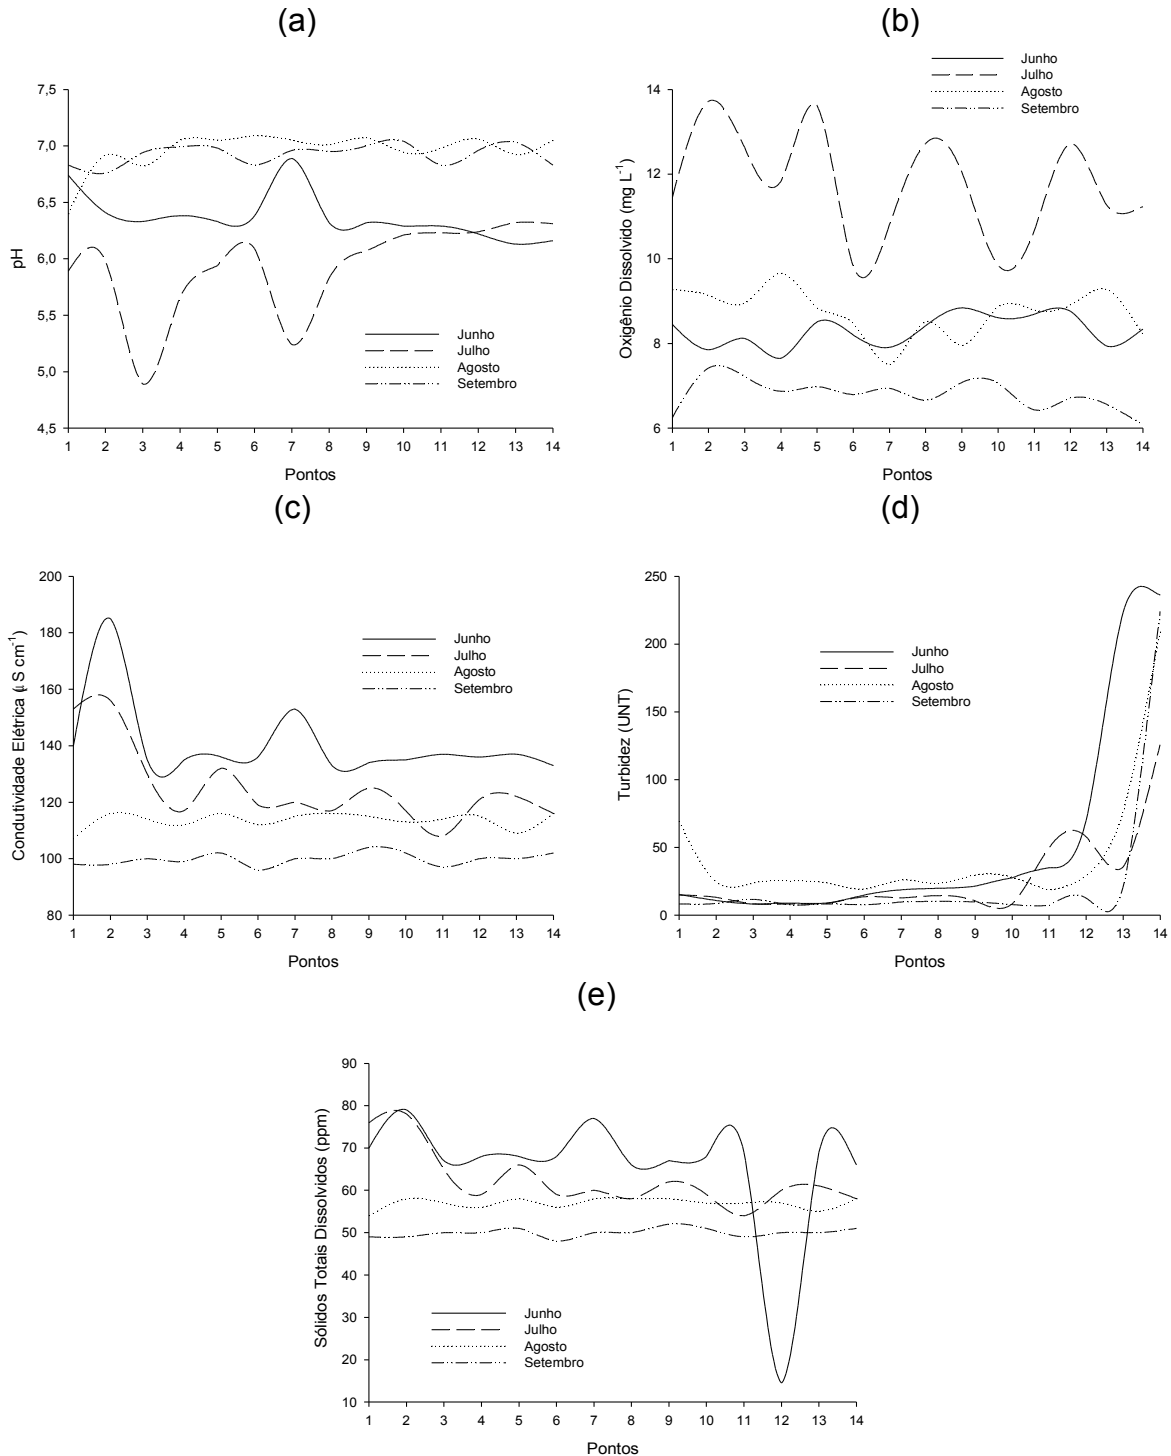 (a)
7,5
7,0
6,5
6,0
5,5
5,0
4,5
pH
1 2 3 4 5 6 7 8 9 10 11 12 13 14
Pontos
Junho
Julho
Agosto
Setembro
(b)
Junho
Julho
Agosto
Setembro
14
12
10
8
6
Oxigênio Dissolvido (mg L-1)
1 2 3 4 5 6 7 8 9 10 11 12 13 14
Pontos
(c)
200
180
160
140
120
100
80
Condutividade Elétrica (μS cm-1)
1 2 3 4 5 6 7 8 9 10 11 12 13 14
Pontos
Junho
Julho
Agosto
Setembro
(d)
250
200
150
100
50
0
Turbidez (UNT)
1 2 3 4 5 6 7 8 9 10 11 12 13 14
Pontos
Junho
Julho
Agosto
Setembro
(e)
90
80
70
60
50
40
30
20
10
Sólidos Totais Dissolvidos (ppm)
1 2 3 4 5 6 7 8 9 10 11 12 13 14
Pontos
Junho
Julho
Agosto
Setembro